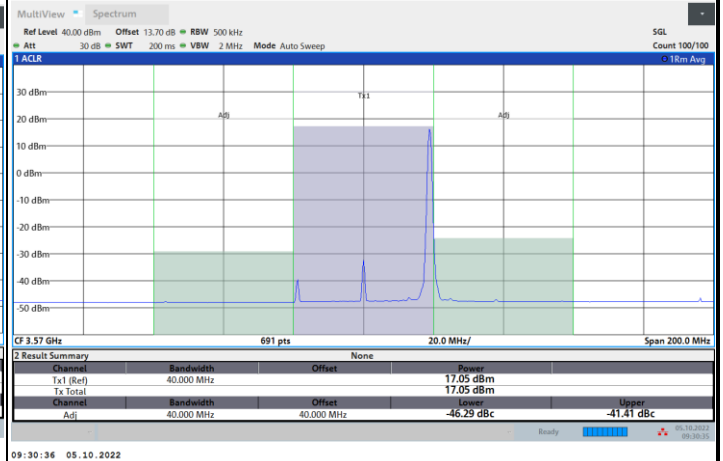 MultiView Spectrum
Ref Level 40.00 dBm Offset 13.70 dB RBW 500 kHz SGL
Att 30 dB SWT 200 ms VBW 2 MHz Mode Auto Sweep Count 100/100
1 ACLR 1Rm Avg
Tx1
30 dBm
Adj Adj
20 dBm
10 dBm
0 dBm
-10 dBm
-20 dBm
-30 dBm
-40 dBm
-50 dBm
CF 3.57 GHz 691 pts 20.0 MHz/ Span 200.0 MHz
2 Result Summary None
Channel Bandwidth Offset Power
Tx1 (Ref) 40.000 MHz 17.05 dBm
Tx Total 17.05 dBm
Channel Bandwidth Offset Lower Upper
Adj 40.000 MHz 40.000 MHz -46.29 dBc -41.41 dBc
Ready 05.10.2022
09:30:35
09:30:36 05.10.2022